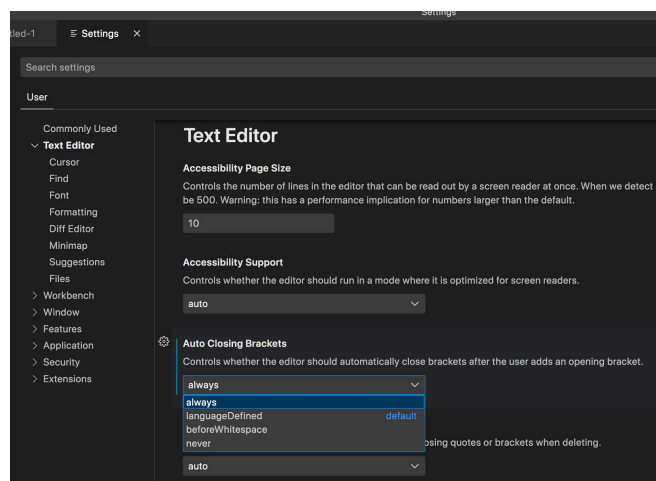 Settings
tled-1
Settings
Search settings
User
Commonly Used
Text Editor
Cursor
Find
Font
Formatting
Diff Editor
Minimap
Suggestions
Files
Workbench
Window
Features
Application
Security
Extensions
Text Editor
Accessibility Page Size
Controls the number of lines in the editor that can be read out by a screen reader at once. When we detect
be 500. Warning: this has a performance implication for numbers larger than the default.
10
Accessibility Support
Controls whether the editor should run in a mode where it is optimized for screen readers.
auto
Auto Closing Brackets
Controls whether the editor should automatically close brackets after the user adds an opening bracket.
always
always
languageDefined default
beforeWhitespace
never
osing quotes or brackets when deleting.
auto